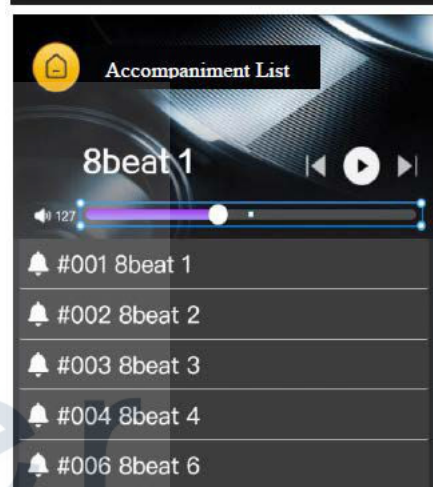 Accompaniment List
8beat 1
127
#001 8beat 1
#002 8beat 2
#003 8beat 3
#004 8beat 4
#006 8beat 6